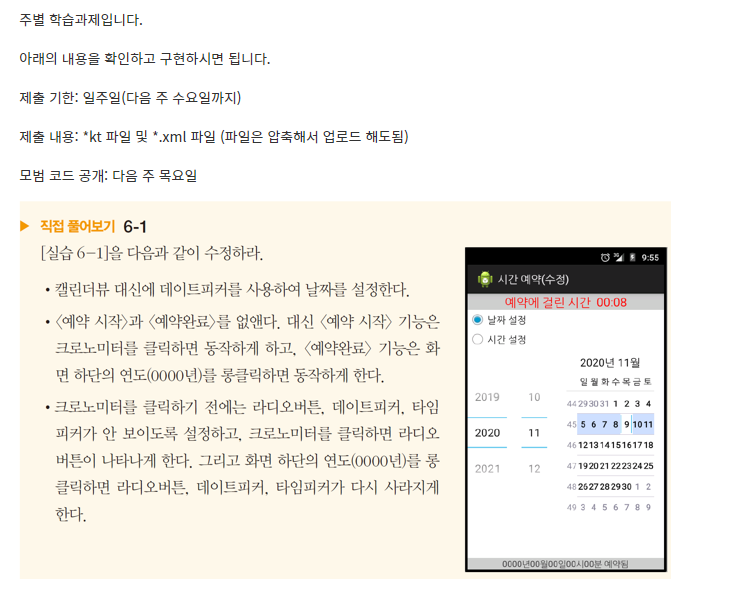 주별 학습과제입니다.
아래의 내용을 확인하고 구현하시면 됩니다.
제출 기한: 일주일(다음 주 수요일까지)
제출 내용: *kt 파일 및 *.xml 파일 (파일은 압축해서 업로드 해도됨)
모범 코드 공개: 다음 주 목요일
▶ 직접 풀어보기 6-1
[실습 6-1]을 다음과 같이 수정하라.
• 캘린더뷰 대신에 데이트피커를 사용하여 날짜를 설정한다.
• 〈예약 시작〉과 〈예약완료〉를 없앤다. 대신 〈예약 시작〉 기능은
크로노미터를 클릭하면 동작하게 하고, 〈예약완료〉 기능은 화
면 하단의 연도(0000년)를 롱클릭하면 동작하게 한다.
• 크로노미터를 클릭하기 전에는 라디오버튼, 데이트피커, 타임
피커가 안 보이도록 설정하고, 크로노미터를 클릭하면 라디오
버튼이 나타나게 한다. 그리고 화면 하단의 연도(0000년)를 롱
클릭하면 라디오버튼, 데이트피커, 타임피커가 다시 사라지게
한다.
3G 9:55
시간 예약(수정)
예약에 걸린 시간 00:08
날짜 설정
시간 설정
2020년 11월
일 월 화 수 목 금 토
2019 10
44 29 30 31 1 2 3 4
45 5 6 7 8 9 10 11
2020 11
46 12 13 14 15 16 17 18
2021 12
47 19 20 21 22 23 24 25
48 26 27 28 29 30 1 2
49 3 4 5 6 7 8 9
0000년00월00일00시00분 예약됨